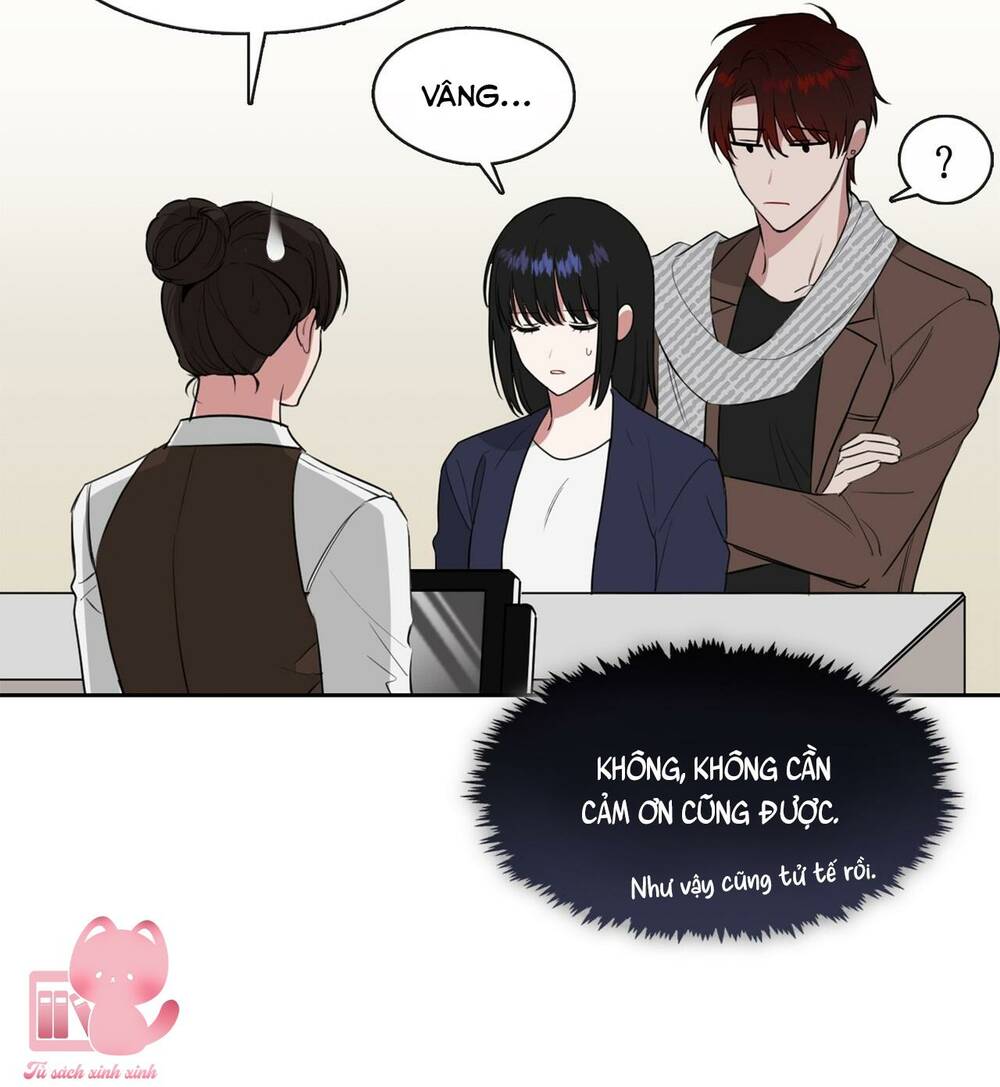 VÂNG...
?
KHÔNG, KHÔNG CẦN
CẢM ƠN CŨNG ĐƯỢC.
Như vậy cũng tử tế rồi.
Tủ sách xinh xinh